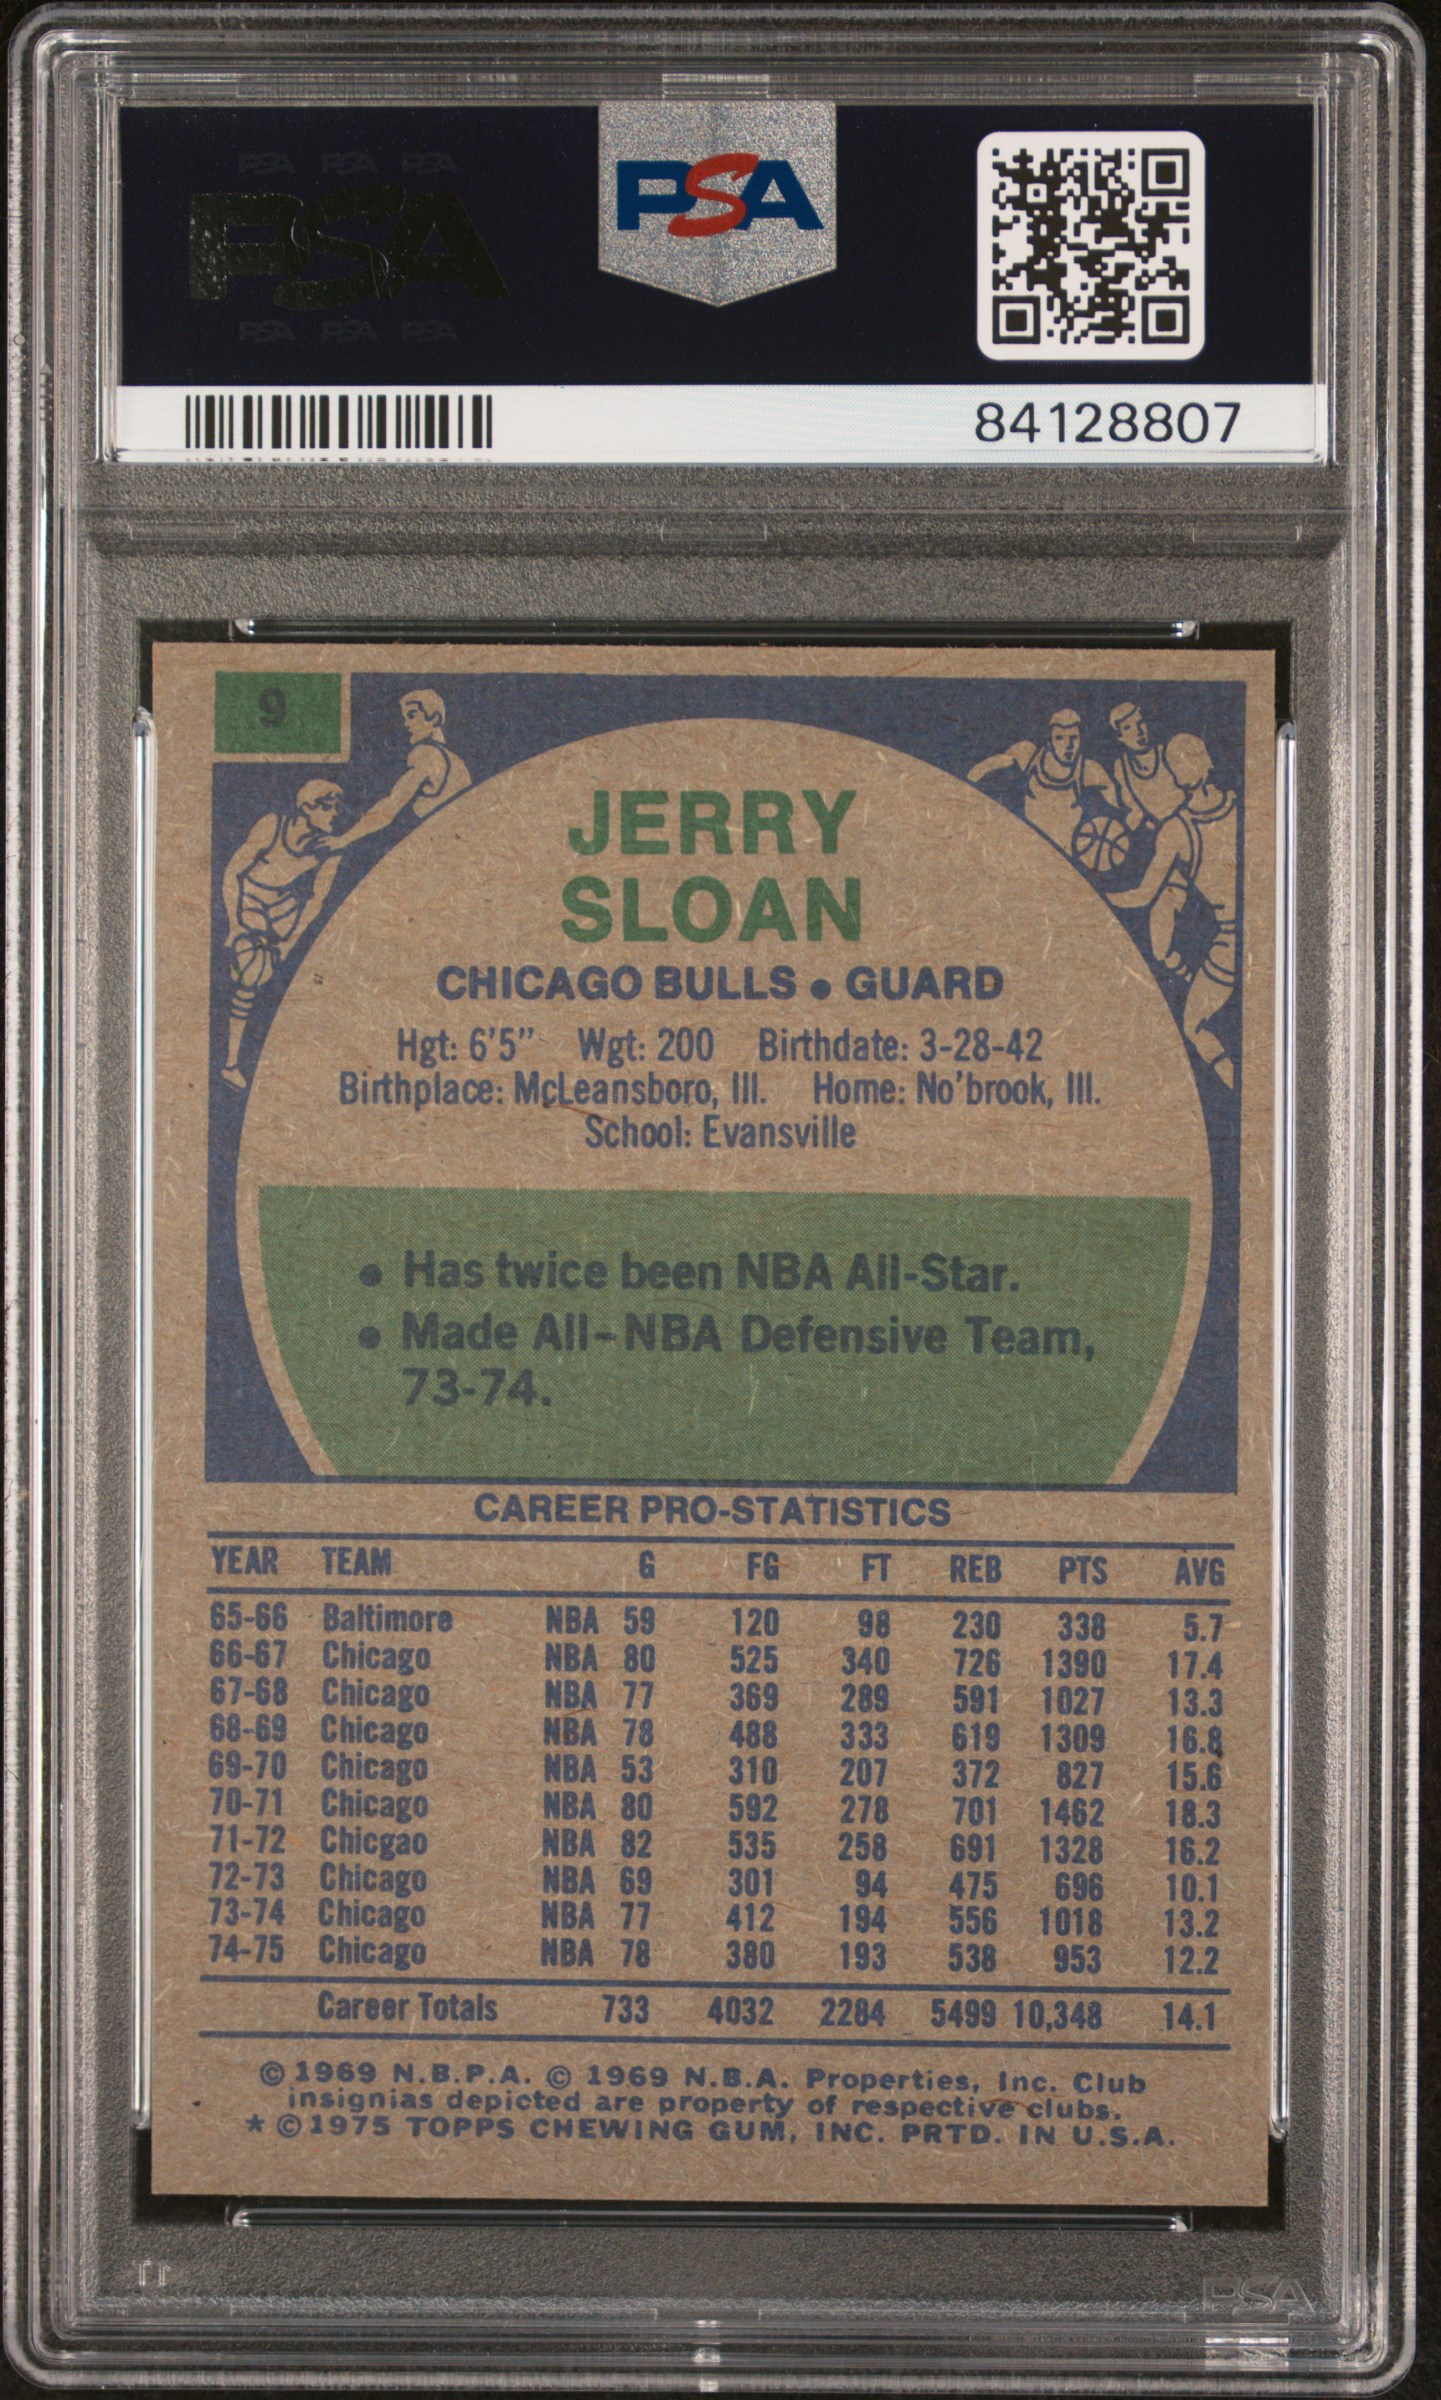 PSA PSA PSA
PSA
PSA PSA PSA
PSA
84128807
9
JERRY
SLOAN
CHICAGO BULLS • GUARD
Hgt: 6'5" Wgt: 200 Birthdate: 3-28-42
Birthplace: McLeansboro, Ill. Home: No'brook, Ill.
School: Evansville
• Has twice been NBA All-Star.
• Made All-NBA Defensive Team,
73-74.
CAREER PRO-STATISTICS
YEAR TEAM G FG FT REB PTS AVG
65-66 Baltimore NBA 59 120 98 230 338 5.7
66-67 Chicago NBA 80 525 340 726 1390 17.4
67-68 Chicago NBA 77 369 289 591 1027 13.3
68-69 Chicago NBA 78 488 333 619 1309 16.8
69-70 Chicago NBA 53 310 207 372 827 15.6
70-71 Chicago NBA 80 592 278 701 1462 18.3
71-72 Chicgao NBA 82 535 258 691 1328 16.2
72-73 Chicago NBA 69 301 94 475 696 10.1
73-74 Chicago NBA 77 412 194 556 1018 13.2
74-75 Chicago NBA 78 380 193 538 953 12.2
Career Totals 733 4032 2284 5499 10,348 14.1
© 1969 N.B.P.A. © 1969 N.B.A. Properties, Inc. Club
insignias depicted are property of respective clubs.
* © 1975 TOPPS CHEWING GUM, INC. PRTD. IN U.S.A.
PSA